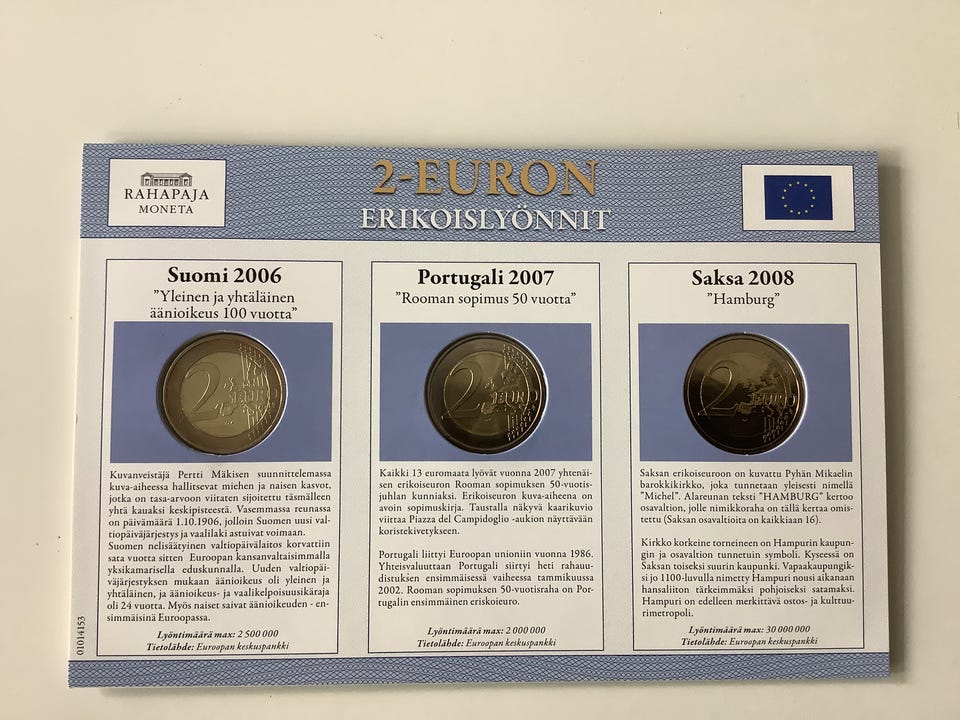 RAHAPAJA
MONETA
2-EURON
ERIKOISLYÖNNIT
Suomi 2006
"Yleinen ja yhtäläinen
äänioikeus 100 vuotta"
2 EURO
Kuvanveistäjä Pertti Mäkisen suunnittelemassa
kuva-aiheessa hallitsevat miehen ja naisen kasvot,
jotka on tasa-arvoon viitaten sijoitettu täsmälleen
yhtä kauaksi keskipisteestä. Vasemmassa reunassa
on päivämäärä 1.10.1906, jolloin Suomen uusi val-
tiopäiväjärjestys ja vaalilaki astuivat voimaan.
Suomen nelisäätyinen valtiopäivälaitos korvattiin
sata vuotta sitten Euroopan kansanvaltaisimmalla
yksikamarisella eduskunnalla. Uuden valtiopäi-
väjärjestyksen mukaan äänioikeus oli yleinen ja
yhtäläinen, ja äänioikeus- ja vaalikelpoisuusikäraja
oli 24 vuotta. Myös naiset saivat äänioikeuden - en-
simmäisinä Euroopassa.
Lyöntimäärä max: 2 500 000
Tietolähde: Euroopan keskuspankki
01014153
Portugali 2007
"Rooman sopimus 50 vuotta"
2 EURO
Kaikki 13 euromaata lyövät vuonna 2007 yhtenäi-
sen erikoiseuron Rooman sopimuksen 50-vuotis-
juhlan kunniaksi. Erikoiseuron kuva-aiheena on
avoin sopimuskirja. Taustalla näkyvä kaarikuvio
viittaa Piazza del Campidoglio -aukion näyttävään
koristekivetykseen.
Portugali liittyi Euroopan unioniin vuonna 1986.
Yhteisvaluuttaan Portugali siirtyi heti rahauu-
distuksen ensimmäisessä vaiheessa tammikuussa
2002. Rooman sopimuksen 50-vuotisraha on Por-
tugalin ensimmäinen eriskoieuro.
Lyöntimäärä max: 2 000 000
Tietolähde: Euroopan keskuspankki
Saksa 2008
"Hamburg"
2 EURO
Saksan erikoiseuroon on kuvattu Pyhän Mikaelin
barokkikirkko, joka tunnetaan yleisesti nimellä
"Michel". Alareunan teksti "HAMBURG" kertoo
osavaltion, jolle nimikkoraha on tällä kertaa omis-
tettu (Saksan osavaltioita on kaikkiaan 16).
Kirkko korkeine torneineen on Hampurin kaupun-
gin ja osavaltion tunnetuin symboli. Kyseessä on
Saksan toiseksi suurin kaupunki. Vapaakaupungik-
si jo 1100-luvulla nimetty Hampuri nousi aikanaan
hansaliiton tärkeimmäksi pohjoiseksi satamaksi.
Hampuri on edelleen merkittävä ostos- ja kulttuu-
rimetropoli.
Lyöntimäärä max: 30 000 000
Tietolähde: Euroopan keskuspankki